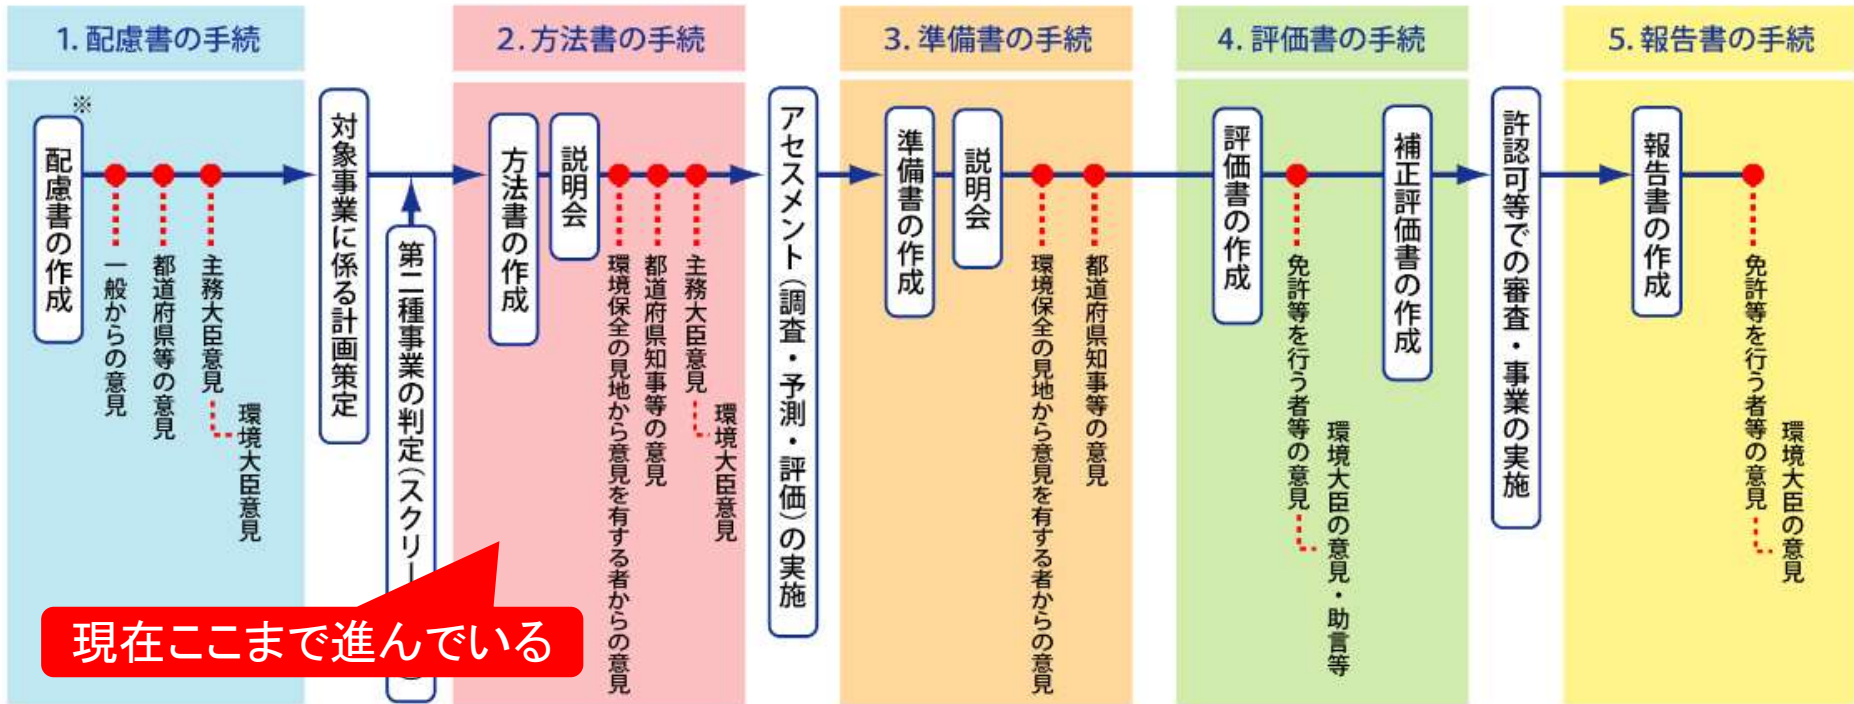 1.配慮書の手続
2.方法書の手続
3.準備書の手続
4.評価書の手続
5.報告書の手続
※
配慮書の作成
一般からの意見
都道府県等の意見
主務大臣意見
環境大臣意見
対象事業に係る計画策定
第二種事業の判定(スクリー
方法書の作成
説明会
環境保全の見地から意見を有する者からの意見
都道府県知事等の意見
主務大臣意見
環境大臣意見
アセスメント(調査・予測・評価)の実施
準備書の作成
説明会
環境保全の見地から意見を有する者からの意見
都道府県知事等の意見
評価書の作成
免許等を行う者等の意見
環境大臣の意見・助言等
補正評価書の作成
許認可等での審査・事業の実施
報告書の作成
免許等を行う者等の意見
環境大臣の意見
現在ここまで進んでいる